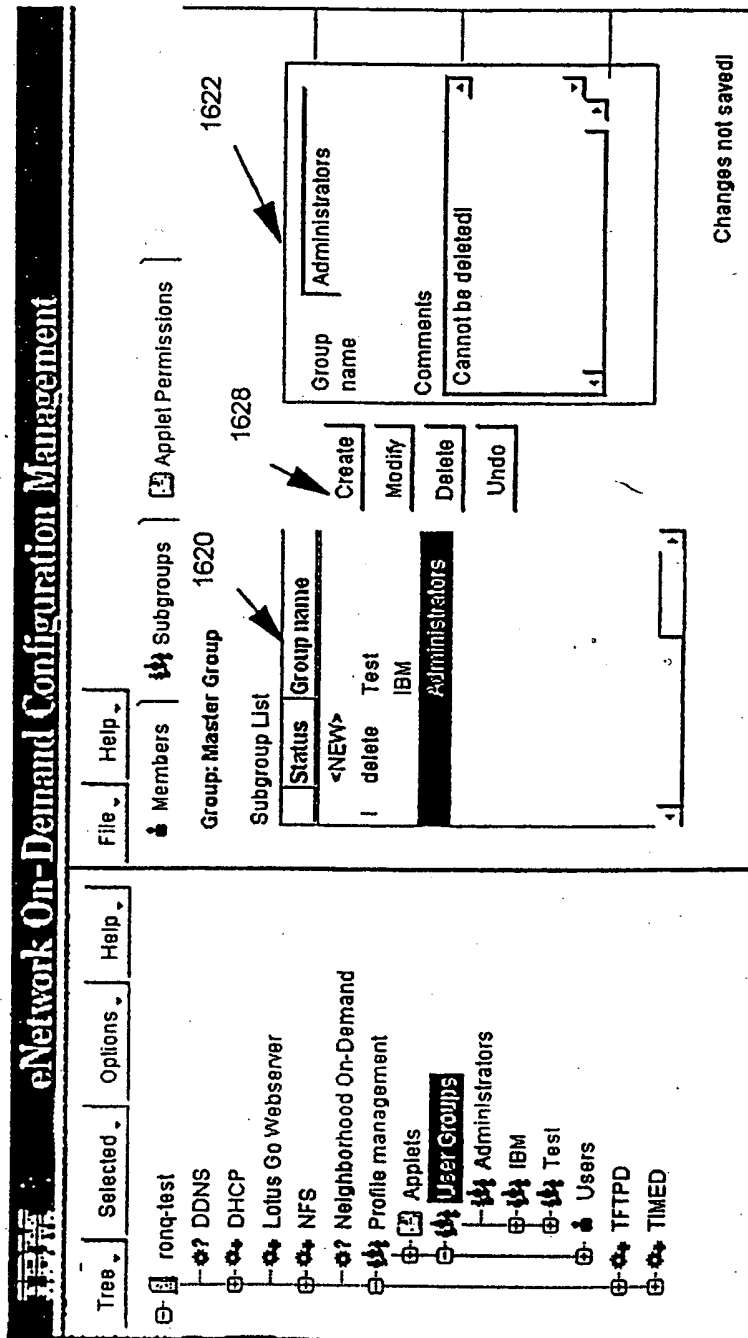 IBM eNetwork On-Demand Configuration Management
Tree Selected Options Help
ronq-test
? DDNS
DHCP
Lotus Go Webserver
NFS
? Neighborhood On-Demand
Profile management
Applets
User Groups
Administrators
IBM
Test
Users
TFTPD
TIMED
File Help
Members Subgroups Applet Permissions
Group: Master Group
1620
Subgroup List
Status Group name
<NEW>
| delete Test
IBM
Administrators
1628
Create
Modify
Delete
Undo
1622
Group name
Administrators
Comments
Cannot be deleted!
Changes not saved!